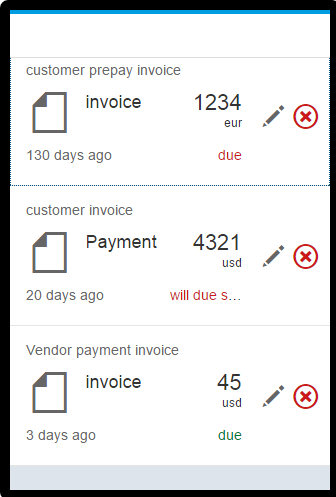 customer prepay invoice
invoice 1234
eur
130 days ago due
customer invoice
Payment 4321
usd
20 days ago will due s...
Vendor payment invoice
invoice 45
usd
3 days ago due